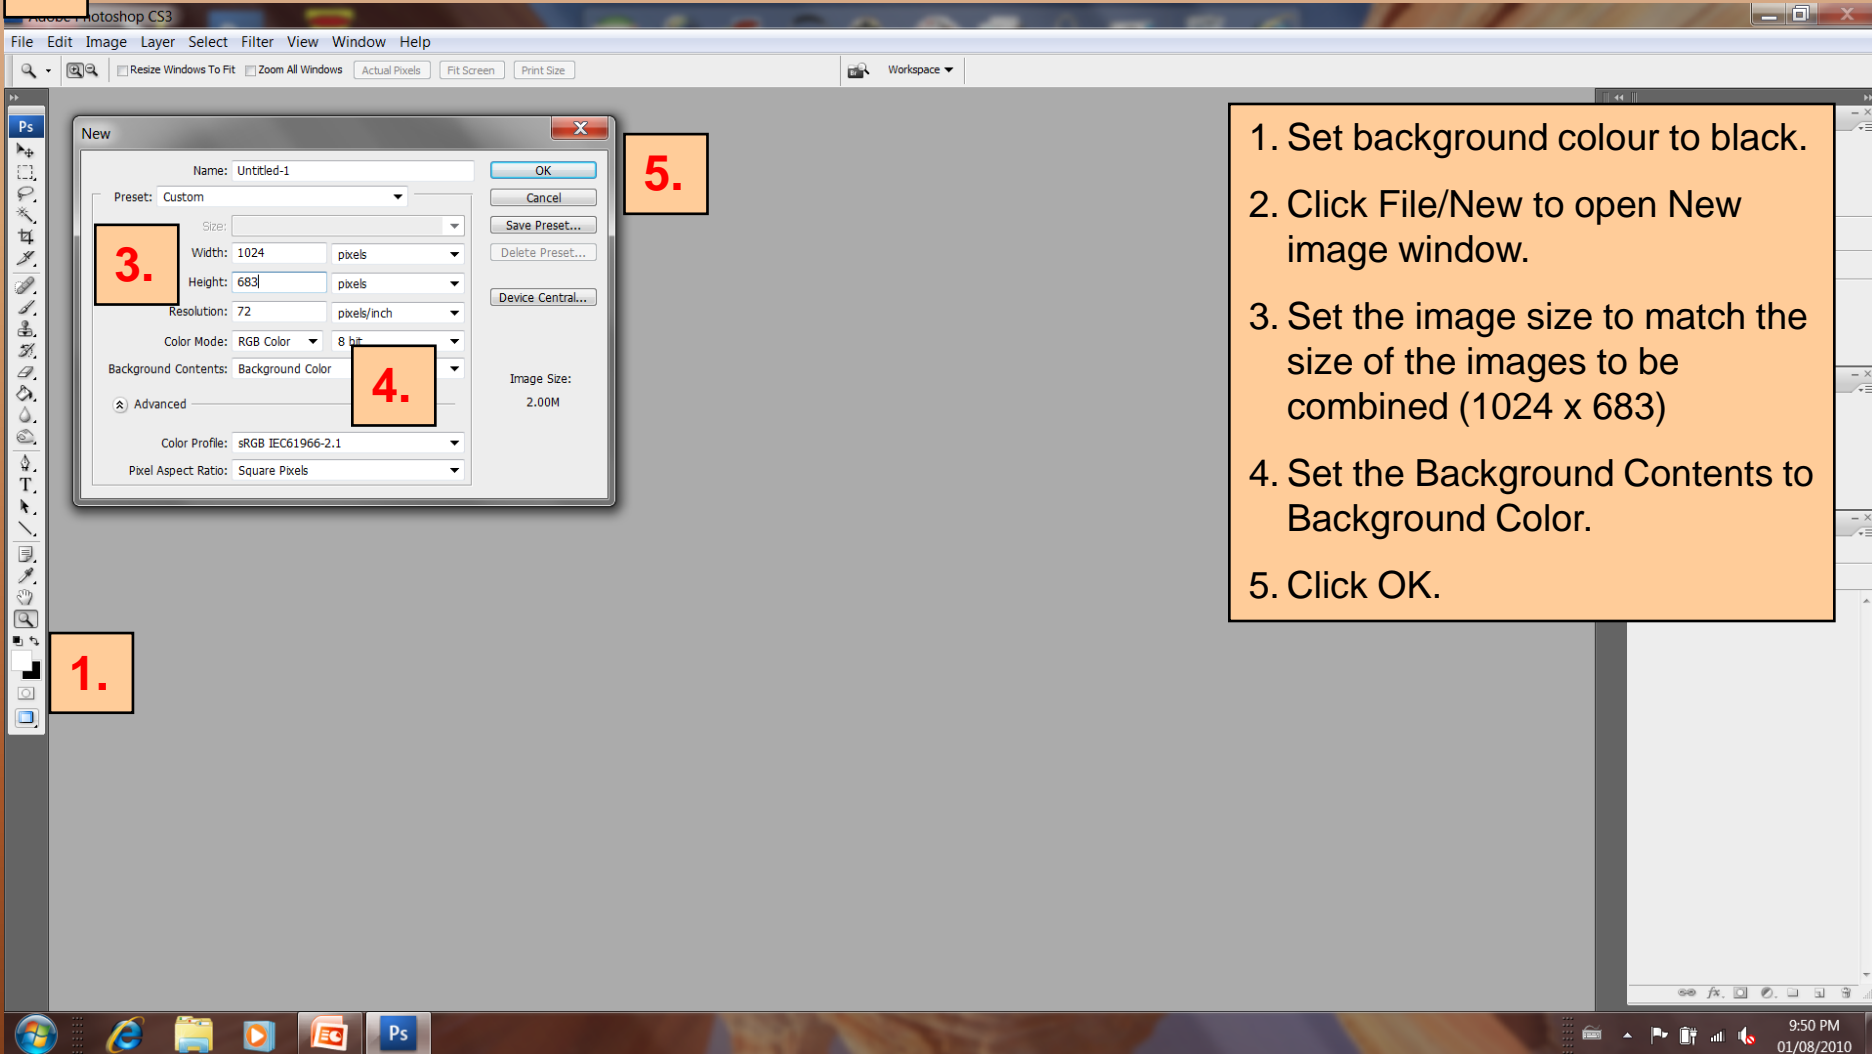 Adobe Photoshop CS3
File Edit Image Layer Select Filter View Window Help
Resize Windows To Fit Zoom All Windows Actual Pixels Fit Screen Print Size Workspace
Ps
New
Name: Untitled-1
OK
5.
Preset: Custom
Cancel
Size:
Save Preset...
3.
Width: 1024 pixels
Delete Preset...
Height: 683 pixels
Device Central...
Resolution: 72 pixels/inch
Color Mode: RGB Color 8 bit
Background Contents: Background Color
4.
Image Size:
2.00M
Advanced
Color Profile: sRGB IEC61966-2.1
Pixel Aspect Ratio: Square Pixels
1. Set background colour to black.
2. Click File/New to open New
image window.
3. Set the image size to match the
size of the images to be
combined (1024 x 683)
4. Set the Background Contents to
Background Color.
5. Click OK.
T
1.
fx
Ps
9:50 PM
01/08/2010